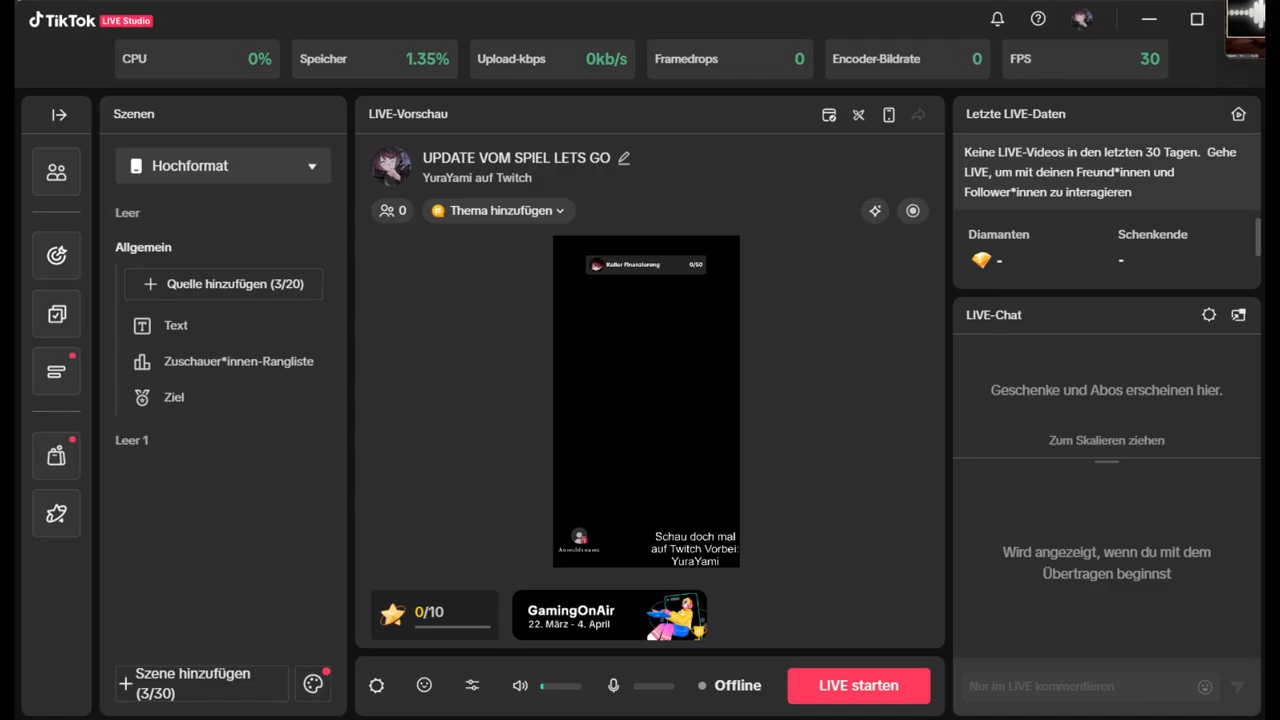 TikTok LIVE Studio
CPU 0%
Speicher 1.35%
Upload-kbps 0kb/s
Framedrops 0
Encoder-Bildrate 0
FPS 30
Szenen
Hochformat
Leer
Allgemein
Quelle hinzufügen (3/20)
Text
Zuschauer*innen-Rangliste
Ziel
Leer 1
Szene hinzufügen
(3/30)
LIVE-Vorschau
UPDATE VOM SPIEL LETS GO
YuraYami auf Twitch
0
Thema hinzufügen
Keller Finanzierung 0/50
Schau doch mal
auf Twitch Vorbei:
YuraYami
0/10
GamingOnAir
22. März - 4. April
Offline
LIVE starten
Letzte LIVE-Daten
Keine LIVE-Videos in den letzten 30 Tagen. Gehe
LIVE, um mit deinen Freund*innen und
Follower*innen zu interagieren
Diamanten
Schenkende
-
-
LIVE-Chat
Geschenke und Abos erscheinen hier.
Zum Skalieren ziehen
Wird angezeigt, wenn du mit dem
Übertragen beginnst
Nur im LIVE kommentieren